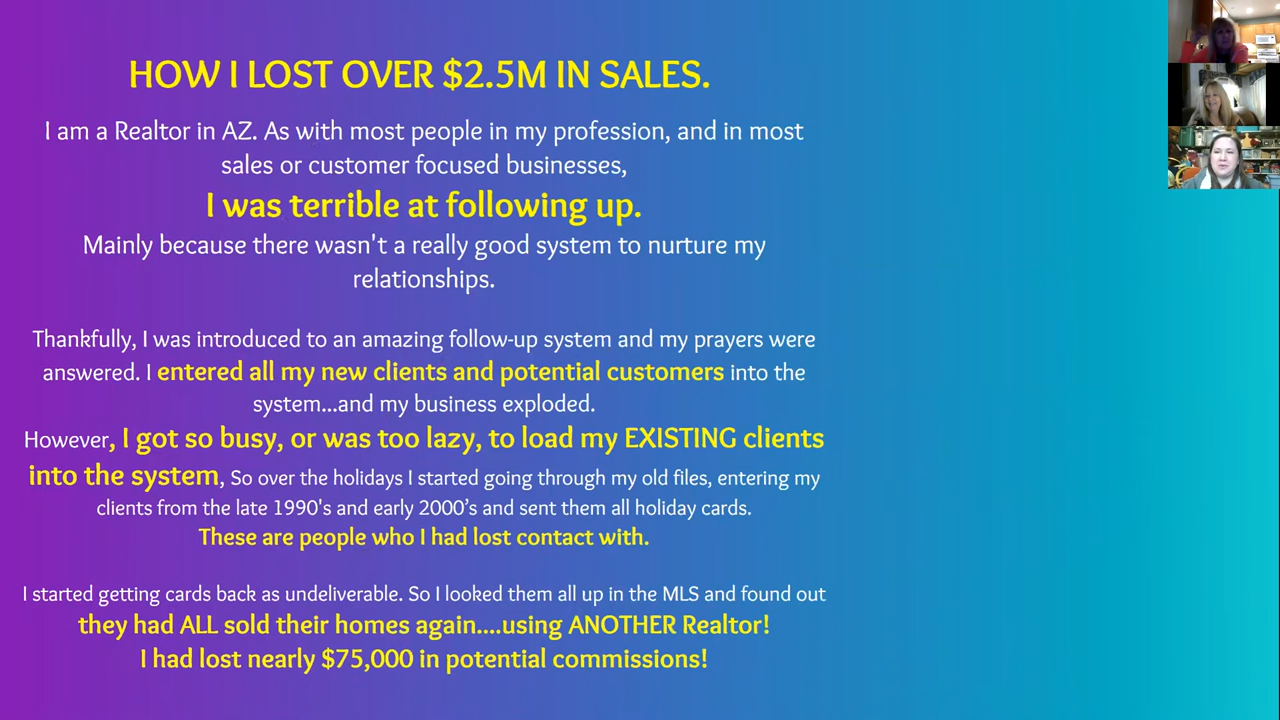 HOW I LOST OVER $2.5M IN SALES.
I am a Realtor in AZ. As with most people in my profession, and in most
sales or customer focused businesses,
I was terrible at following up.
Mainly because there wasn't a really good system to nurture my
relationships.
Thankfully, I was introduced to an amazing follow-up system and my prayers were
answered. I entered all my new clients and potential customers into the
system...and my business exploded.
However, I got so busy, or was too lazy, to load my EXISTING clients
into the system, So over the holidays I started going through my old files, entering my
clients from the late 1990's and early 2000’s and sent them all holiday cards.
These are people who I had lost contact with.
I started getting cards back as undeliverable. So I looked them all up in the MLS and found out
they had ALL sold their homes again....using ANOTHER Realtor!
I had lost nearly $75,000 in potential commissions!